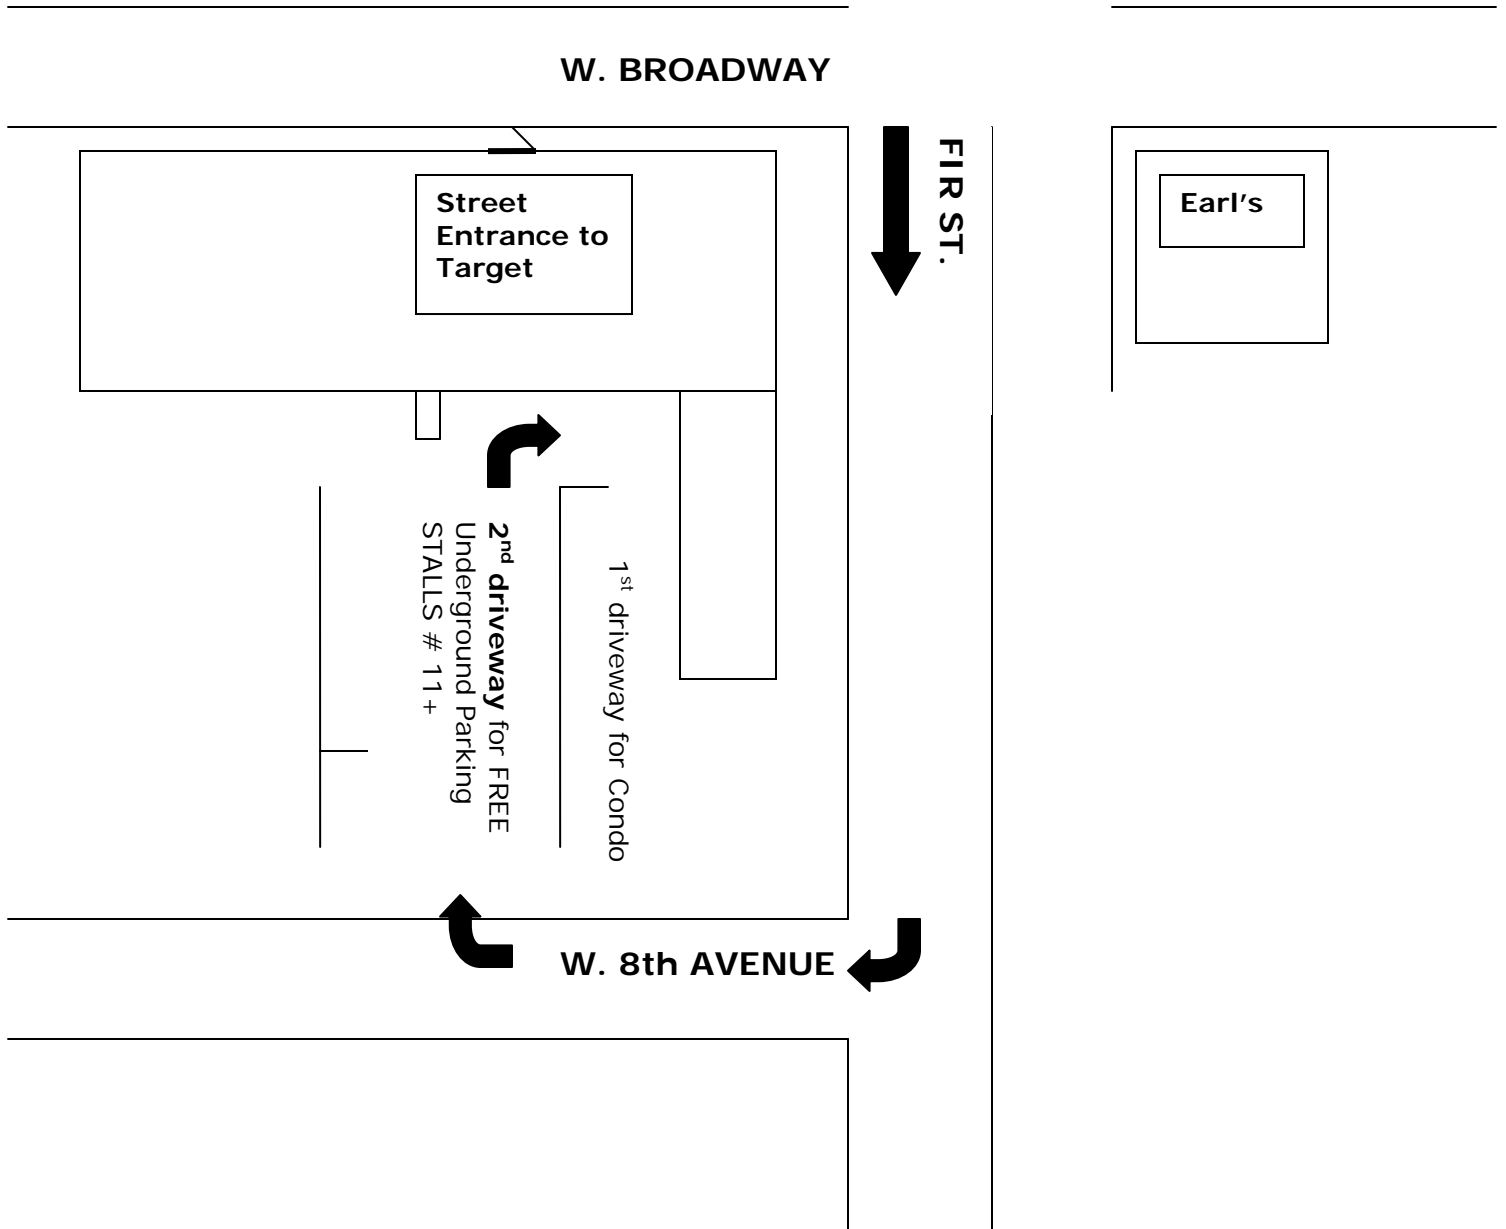 W. BROADWAY
FIR ST.
Street
Entrance to
Target
Earl’s
2nd driveway for FREE
Underground Parking
STALLS # 11+
1st driveway for Condo
W. 8th AVENUE